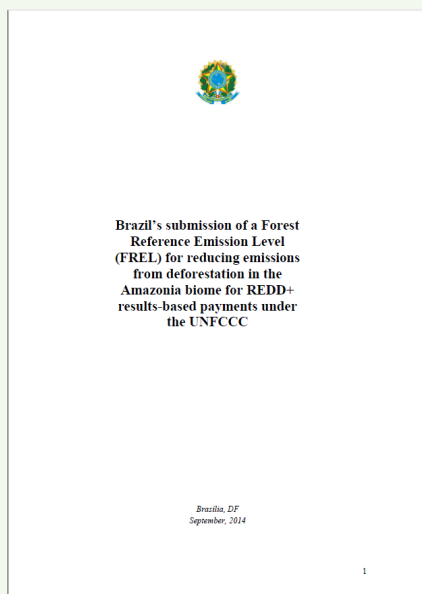 Brazil's submission of a Forest
Reference Emission Level
(FREL) for reducing emissions
from deforestation in the
Amazonia biome for REDD+
results-based payments under
the UNFCCC
Brasília, DF
September, 2014
1